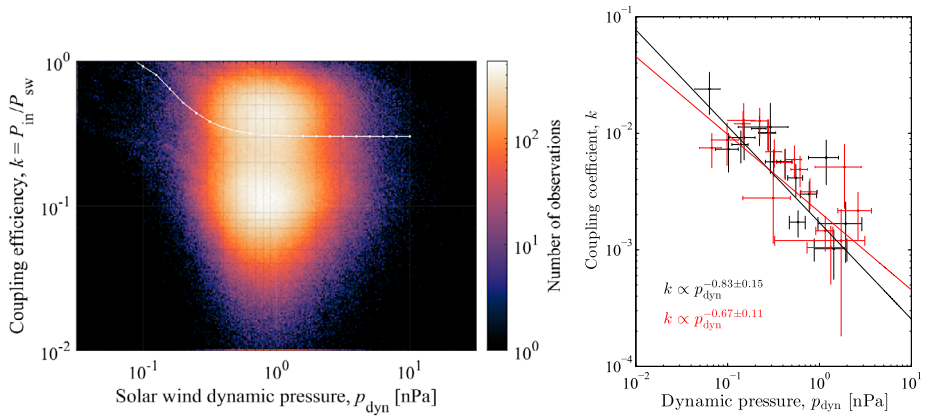 10^0
10^-1
10^-2
Coupling efficiency, k = P_in/P_sw
10^-1
10^0
10^1
Solar wind dynamic pressure, p_dyn [nPa]
10^2
10^1
10^0
Number of observations
10^-1
10^-2
10^-3
10^-4
Coupling coefficient, k
k ∝ p_dyn^-0.83±0.15
k ∝ p_dyn^-0.67±0.11
10^-2
10^-1
10^0
10^1
Dynamic pressure, p_dyn [nPa]